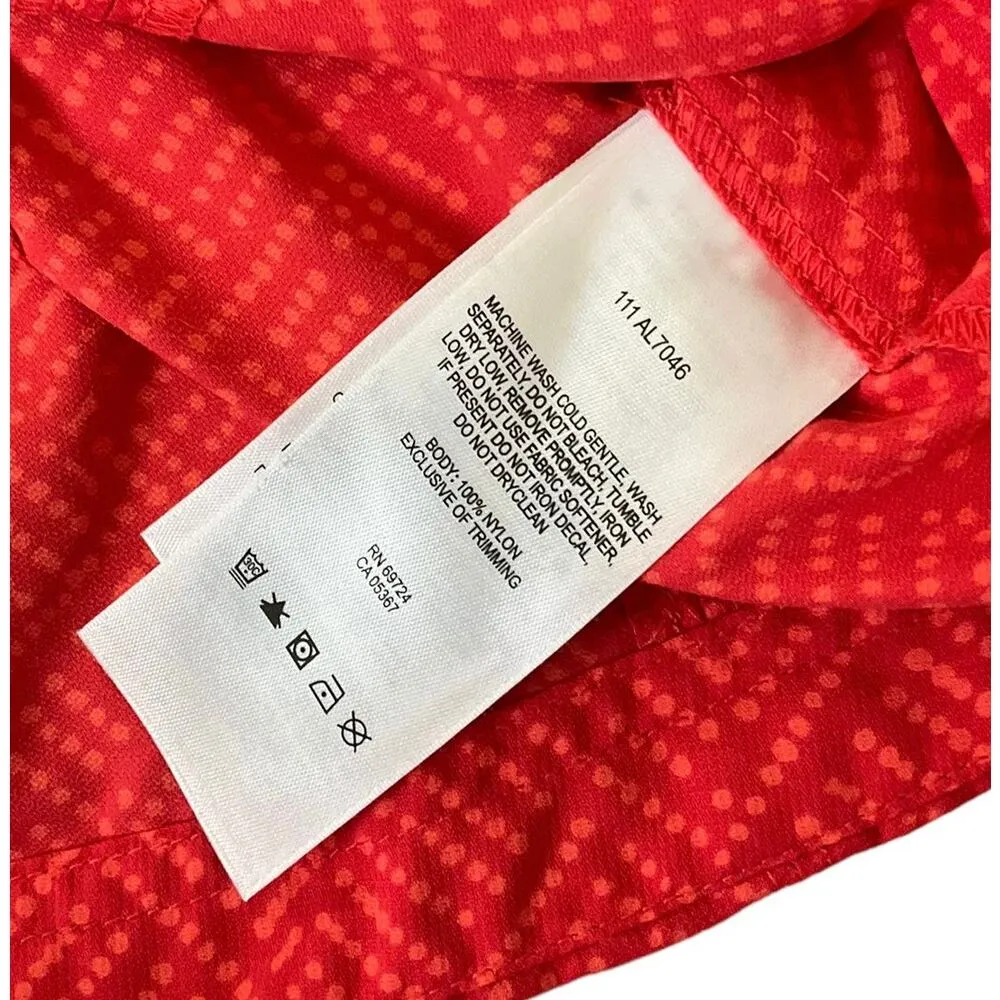 111 AL7046
MACHINE WASH COLD GENTLE, WASH
SEPARATELY, DO NOT BLEACH, TUMBLE
DRY LOW, REMOVE PROMPTLY, IRON
LOW, DO NOT USE FABRIC SOFTENER,
IF PRESENT DO NOT IRON DECAL,
DO NOT DRYCLEAN
BODY: 100% NYLON
EXCLUSIVE OF TRIMMING
RN 69724
CA 05367
30C